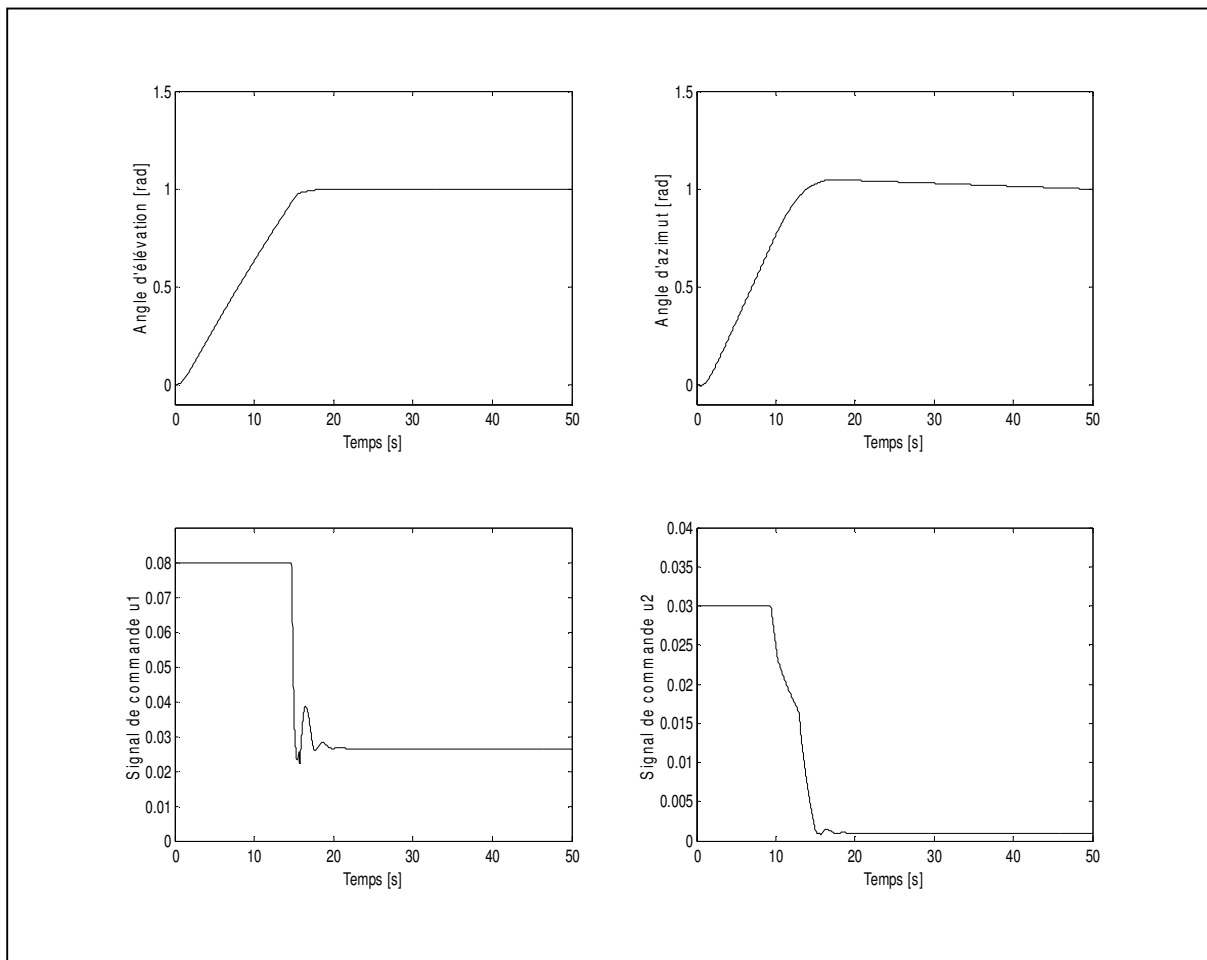 1.5
1
0.5
0
Angle d'élévation [rad]
0 10 20 30 40 50
Temps [s]
1.5
1
0.5
0
Angle d'azimut [rad]
0 10 20 30 40 50
Temps [s]
0.08
0.07
0.06
0.05
0.04
0.03
0.02
0.01
0
Signal de commande u1
0 10 20 30 40 50
Temps [s]
0.04
0.035
0.03
0.025
0.02
0.015
0.01
0.005
0
Signal de commande u2
0 10 20 30 40 50
Temps [s]